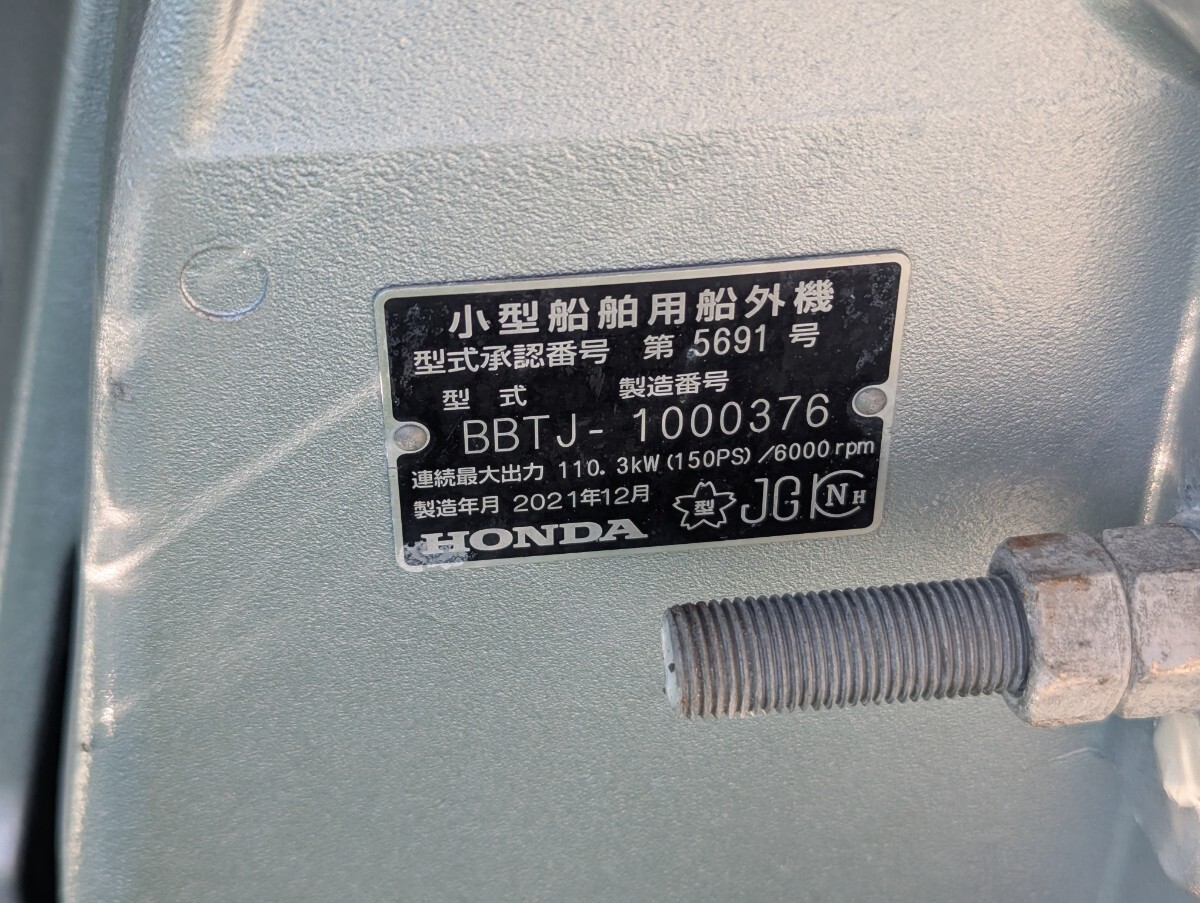 小型船舶用船外機
型式承認番号 第 5691 号
型 式 製造番号
BBTJ- 1000376
連続最大出力 110.3kW(150PS)/6000rpm
製造年月 2021年12月
型 JG NH
HONDA